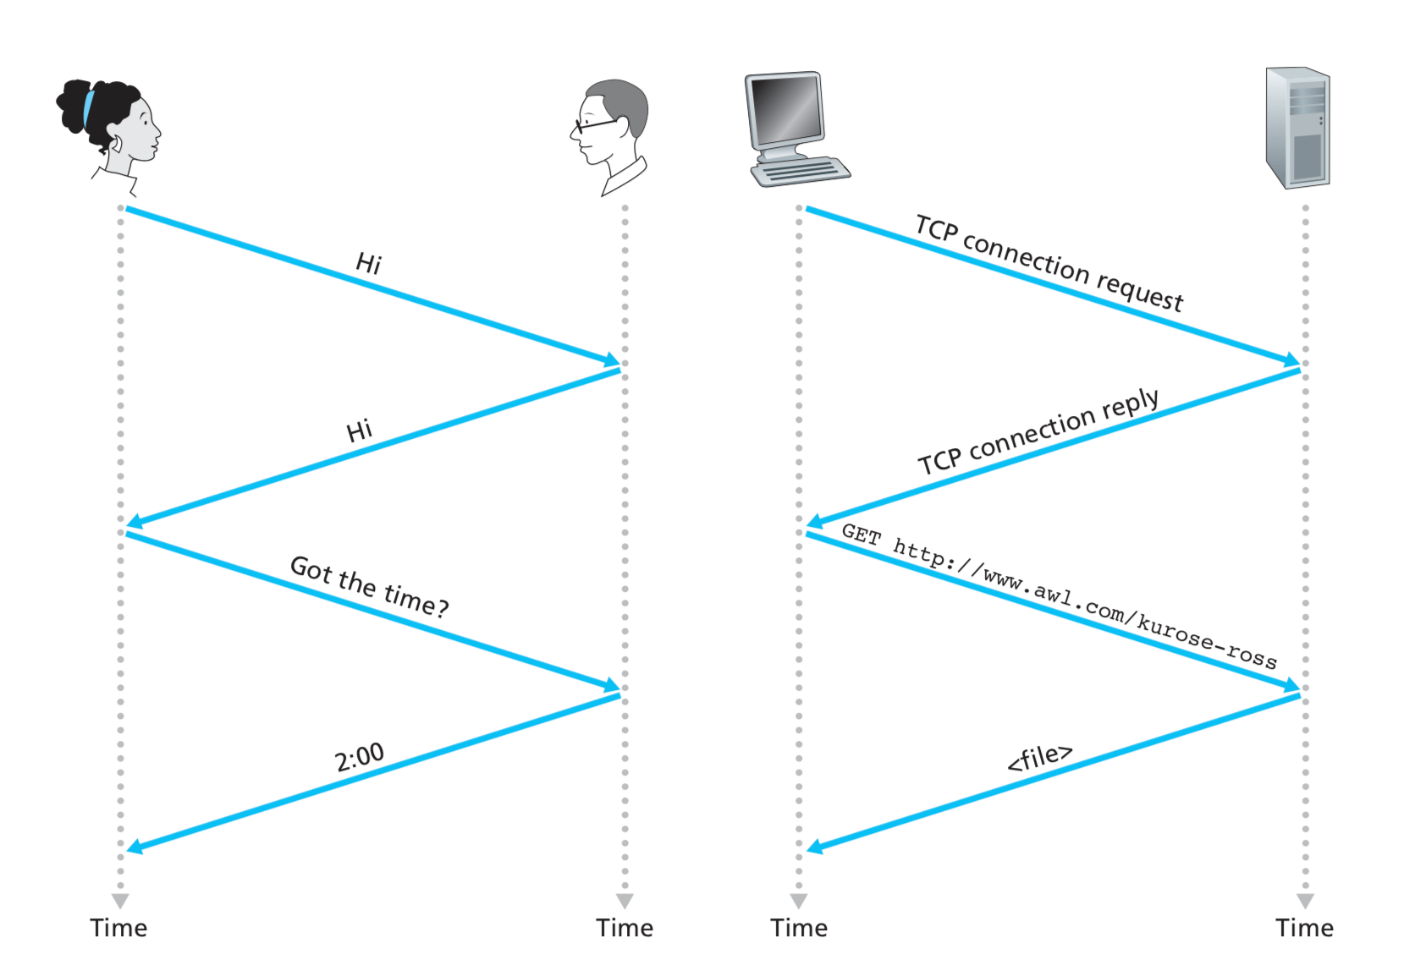 Hi
Hi
Got the time?
2:00
Time
Time
TCP connection request
TCP connection reply
GET http://www.awl.com/kurose-ross
<file>
Time
Time